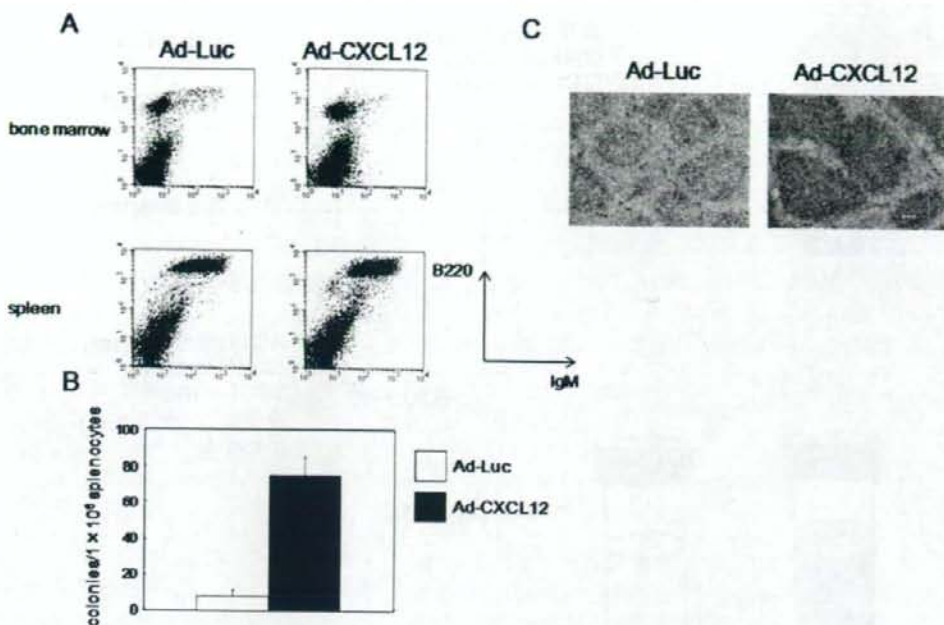 A
Ad-Luc Ad-CXCL12
bone marrow
spleen
B220
IgM
B
colonies/1 × 10⁶ splenocytes
100
80
60
40
20
0
Ad-Luc
Ad-CXCL12
C
Ad-Luc Ad-CXCL12